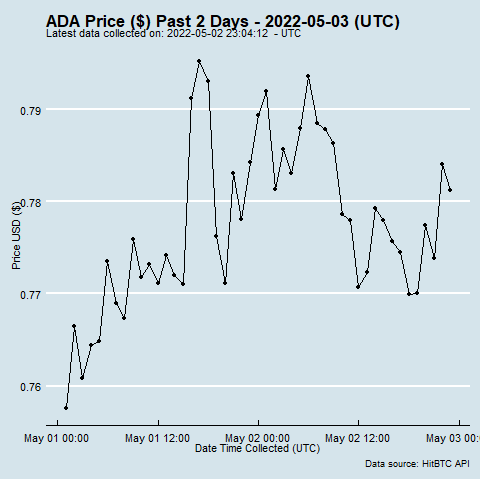 ADA Price ($) Past 2 Days - 2022-05-03 (UTC)
Latest data collected on: 2022-05-02 23:04:12 - UTC
0.79
0.78
Price USD ($)
0.77
0.76
May 01 00:00 May 01 12:00 May 02 00:00 May 02 12:00 May 03 00:
Date Time Collected (UTC)
Data source: HitBTC API